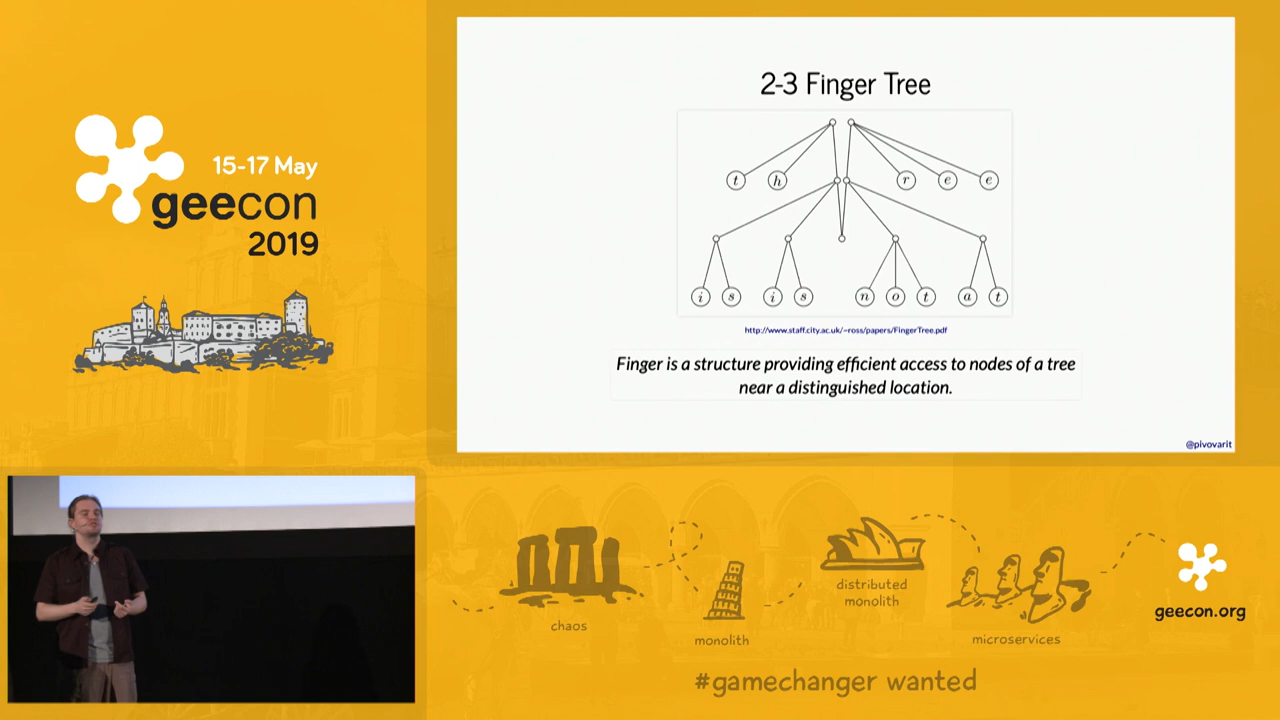 15-17 May
geecon
2019
2-3 Finger Tree
t h r e e
i s i s n o t a t
http://www.staff.city.ac.uk/~ross/papers/FingerTree.pdf
Finger is a structure providing efficient access to nodes of a tree
near a distinguished location.
@pivovarit
chaos
monolith
distributed
monolith
microservices
geecon.org
#gamechanger wanted